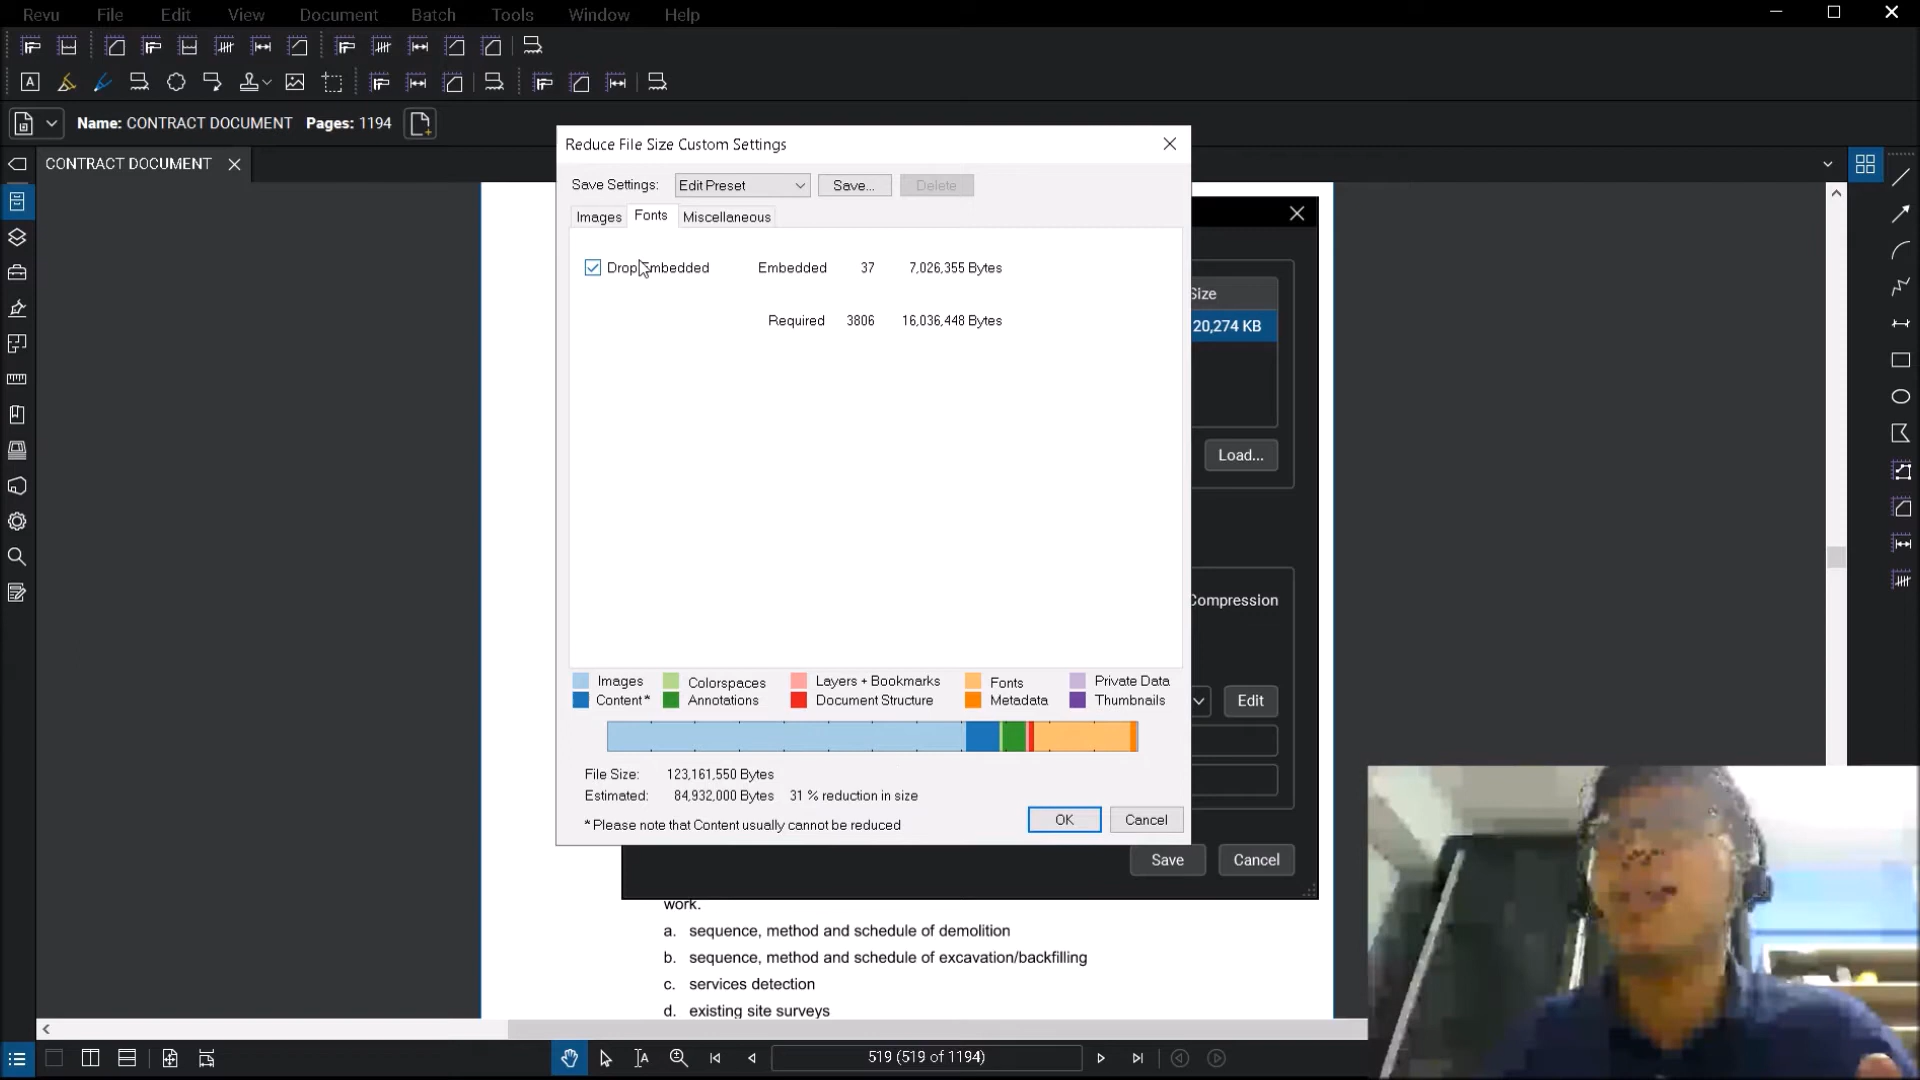 Revu File Edit View Document Batch Tools Window Help
Name: CONTRACT DOCUMENT Pages: 1194
CONTRACT DOCUMENT
Reduce File Size Custom Settings
Save Settings: Edit Preset Save... Delete
Images Fonts Miscellaneous
Drop Embedded Embedded 37 7,026,355 Bytes
Required 3806 16,036,448 Bytes
Size
20,274 KB
Load...
Compression
Edit
Images Colorspaces Layers + Bookmarks Fonts Private Data
Content* Annotations Document Structure Metadata Thumbnails
File Size: 123,161,550 Bytes
Estimated: 84,932,000 Bytes 31 % reduction in size
* Please note that Content usually cannot be reduced
OK Cancel
Save Cancel
work.
a. sequence, method and schedule of demolition
b. sequence, method and schedule of excavation/backfilling
c. services detection
d. existing site surveys
519 (519 of 1194)